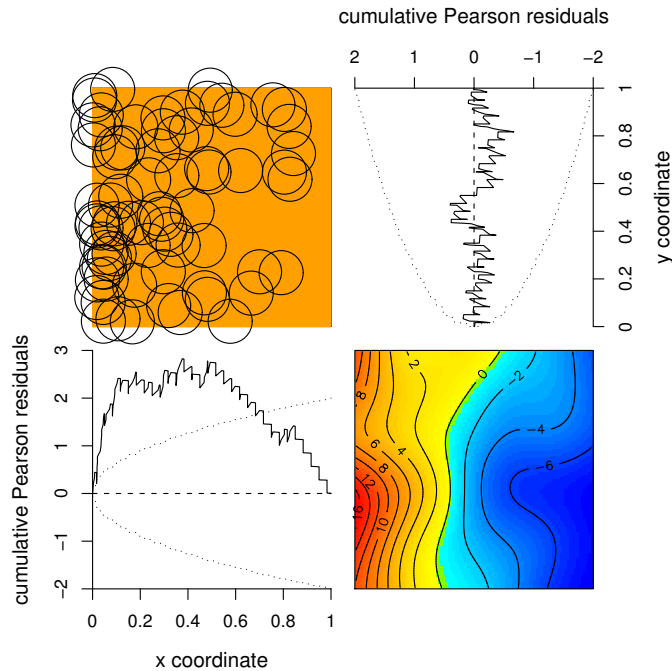 cumulative Pearson residuals
2 1 0 −1 −2
0 0.2 0.4 0.6 0.8 1
y coordinate
3
2
1
0
−1
−2
cumulative Pearson residuals
0 0.2 0.4 0.6 0.8 1
x coordinate
2
0
−2
−4
−6
8
6
4
8
12
16
10